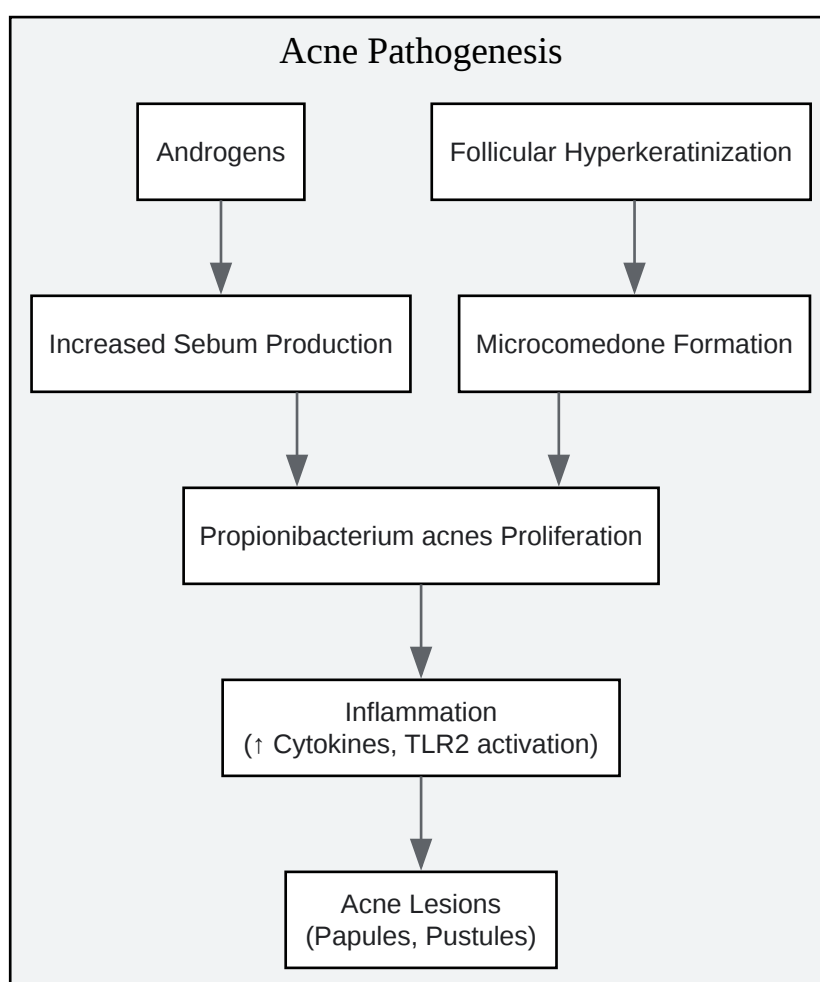 Acne Pathogenesis
Androgens
Follicular Hyperkeratinization
Increased Sebum Production
Microcomedone Formation
Propionibacterium acnes Proliferation
Inflammation
(↑ Cytokines, TLR2 activation)
Acne Lesions
(Papules, Pustules)